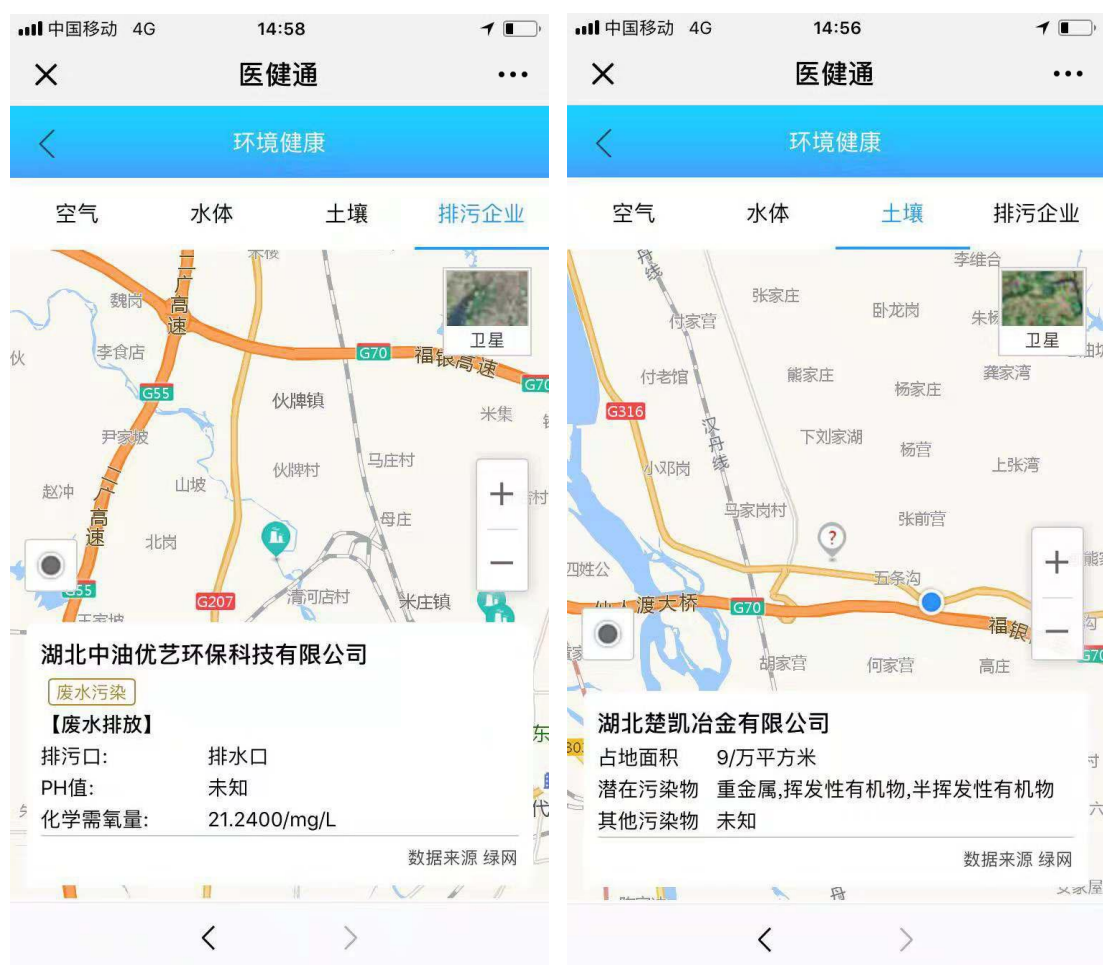 中国移动 4G 14:58
医健通
环境健康
空气 水体 土壤 排污企业
魏岗
二广高速
卫星
李食店
G70
福银高速
伙
G55
G70
伙牌镇
米集
尹家坡
二广高速
马庄村
山坡
伙牌村
赵冲
母庄
北岗
G207
清河店村
米庄镇
湖北中油优艺环保科技有限公司
废水污染
【废水排放】
排污口: 排水口
PH值: 未知
化学需氧量: 21.2400/mg/L
数据来源 绿网
东
代
中国移动 4G 14:56
医健通
环境健康
空气 水体 土壤 排污企业
丹线
李维合
张家庄
卧龙岗
付家营
卫星
付老馆
熊家庄
杨家庄
龚家湾
G316
汉丹线
下刘家湖
杨营
小邓岗
上张湾
马家岗村
张前营
?
四姓公
五条沟
渡大桥
G70
福银
胡家营
何家营
高庄
湖北楚凯冶金有限公司
占地面积 9/万平方米
潜在污染物 重金属,挥发性有机物,半挥发性有机物
其他污染物 未知
数据来源 绿网
丹